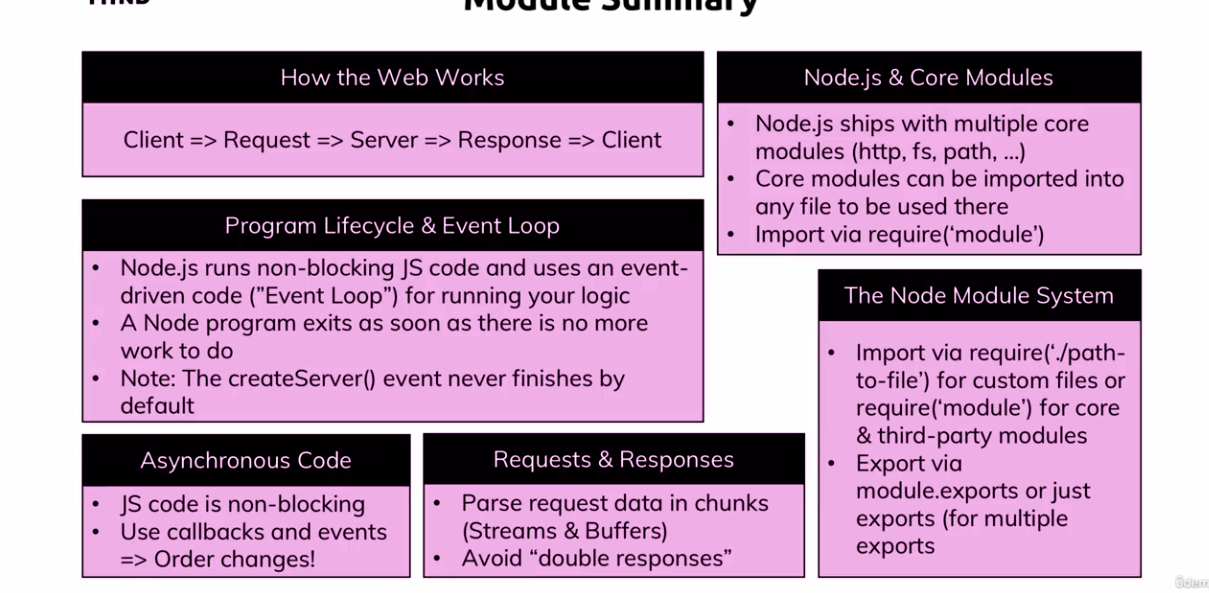 THIND
Module Summary
How the Web Works
Client => Request => Server => Response => Client
Node.js & Core Modules
• Node.js ships with multiple core
modules (http, fs, path, ...)
• Core modules can be imported into
any file to be used there
• Import via require(‘module’)
Program Lifecycle & Event Loop
• Node.js runs non-blocking JS code and uses an event-
driven code (”Event Loop”) for running your logic
• A Node program exits as soon as there is no more
work to do
• Note: The createServer() event never finishes by
default
The Node Module System
• Import via require(‘./path-
to-file’) for custom files or
require(‘module’) for core
& third-party modules
• Export via
module.exports or just
exports (for multiple
exports
Asynchronous Code
• JS code is non-blocking
• Use callbacks and events
=> Order changes!
Requests & Responses
• Parse request data in chunks
(Streams & Buffers)
• Avoid “double responses”